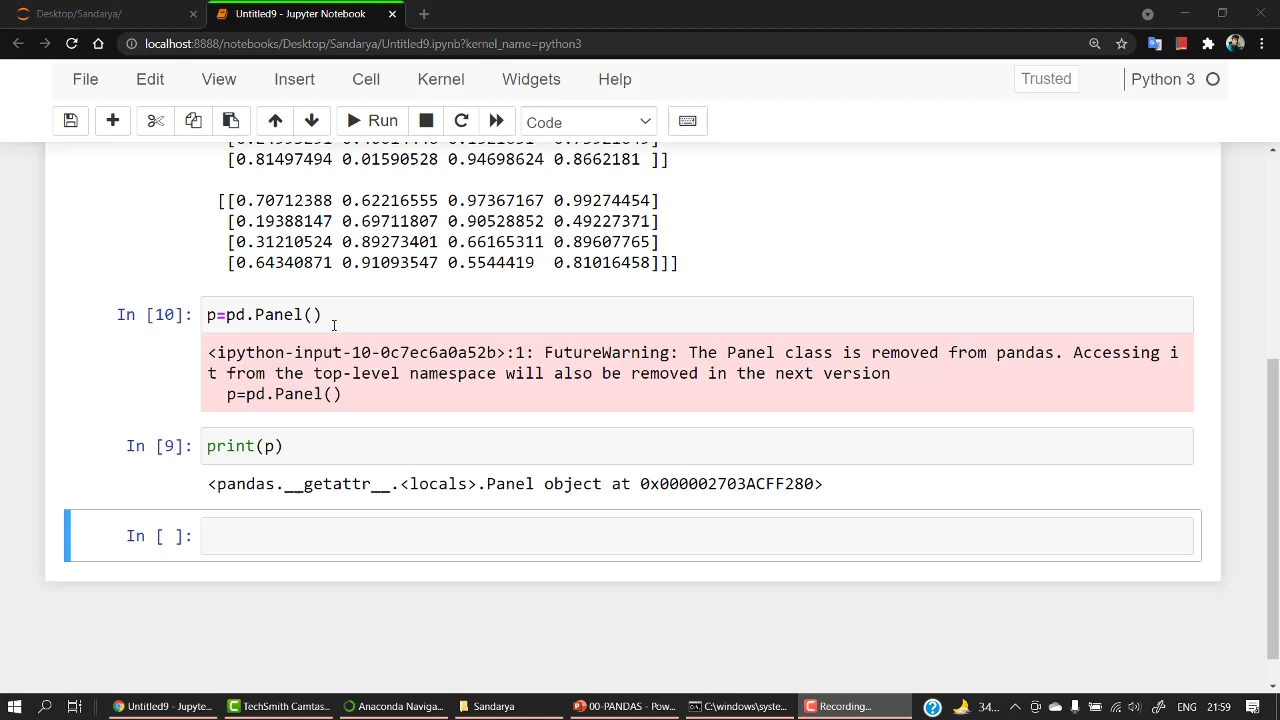 Desktop/Sandarya/
Untitled9 - Jupyter Notebook
localhost:8888/notebooks/Desktop/Sandarya/Untitled9.ipynb?kernel_name=python3
File Edit View Insert Cell Kernel Widgets Help Trusted Python 3
Run Code
[0.81497494 0.01590528 0.94698624 0.8662181 ]]
[[0.70712388 0.62216555 0.97367167 0.99274454]
[0.19388147 0.69711807 0.90528852 0.49227371]
[0.31210524 0.89273401 0.66165311 0.89607765]
[0.64340871 0.91093547 0.5544419  0.81016458]]]
In [10]: p=pd.Panel()
<ipython-input-10-0c7ec6a0a52b>:1: FutureWarning: The Panel class is removed from pandas. Accessing i
t from the top-level namespace will also be removed in the next version
p=pd.Panel()
In [9]: print(p)
<pandas.__getattr__.<locals>.Panel object at 0x000002703ACFF280>
In [ ]:
Untitled9 - Jupyte... TechSmith Camtas... Anaconda Naviga... Sandarya 00-PANDAS - Pow... C:\windows\syste... Recording... 34... ENG 21:59